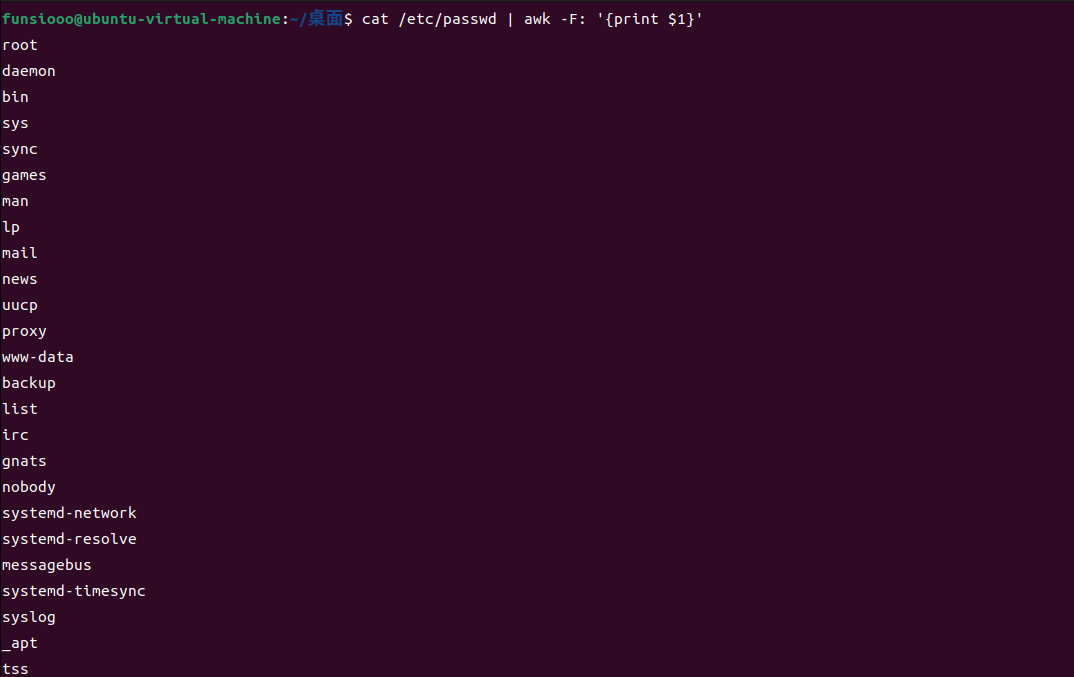 funsiooo@ubuntu-virtual-machine:~/桌面$ cat /etc/passwd | awk -F: '{print $1}'
root
daemon
bin
sys
sync
games
man
lp
mail
news
uucp
proxy
www-data
backup
list
irc
gnats
nobody
systemd-network
systemd-resolve
messagebus
systemd-timesync
syslog
_apt
tss